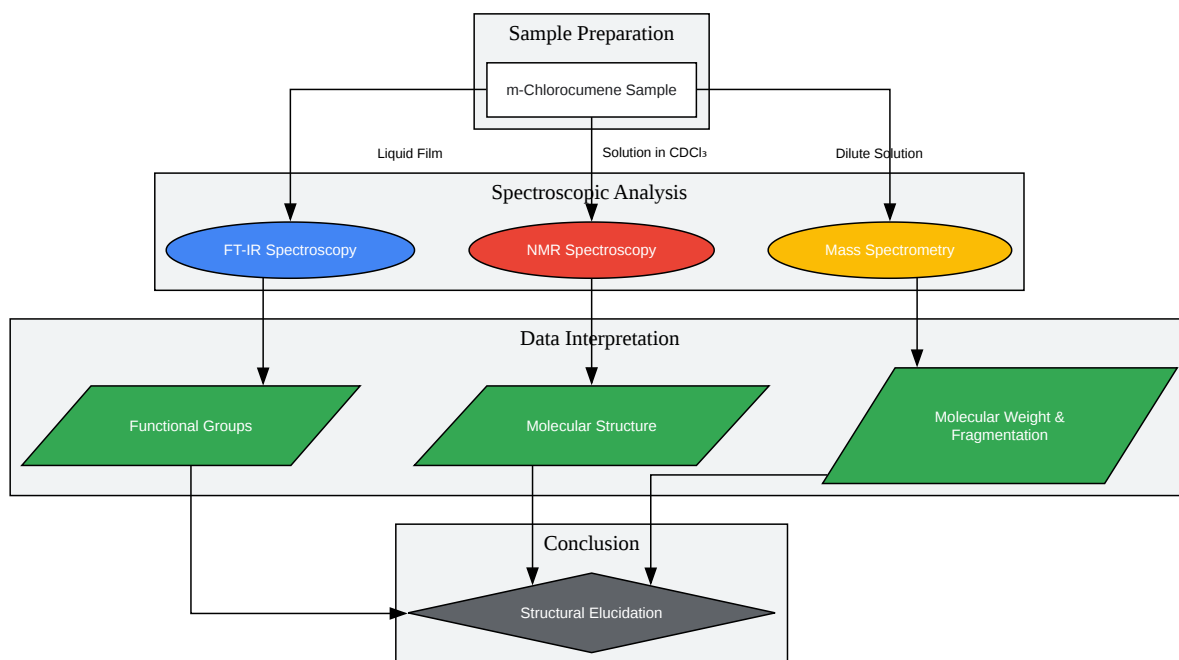 Sample Preparation
m-Chlorocumene Sample
Liquid Film
Solution in CDCl₃
Dilute Solution
Spectroscopic Analysis
FT-IR Spectroscopy
NMR Spectroscopy
Mass Spectrometry
Data Interpretation
Functional Groups
Molecular Structure
Molecular Weight &
Fragmentation
Conclusion
Structural Elucidation